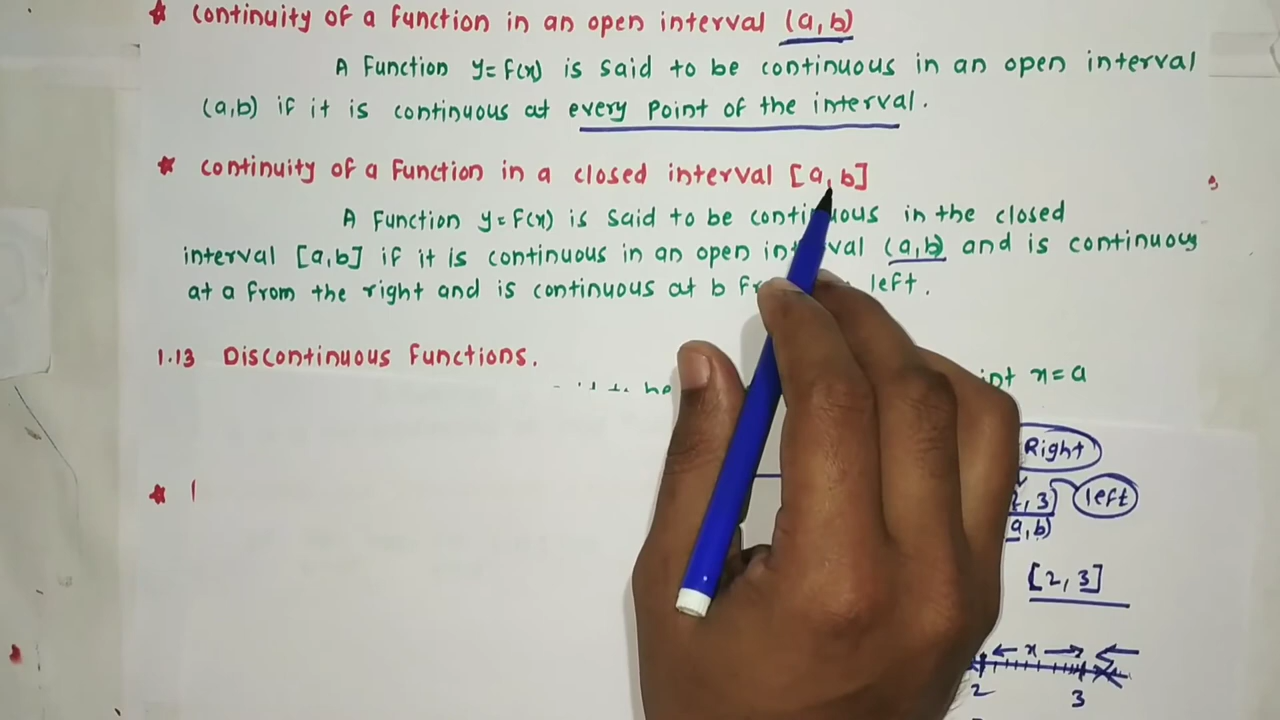 * continuity of a function in an open interval (a,b)
A Function y=f(x) is said to be continuous in an open interval
(a,b) if it is continuous at every point of the interval.
* continuity of a Function in a closed interval [a,b]
A Function y=f(x) is said to be continuous in the closed
interval [a,b] if it is continuous in an open interval (a,b) and is continuous
at a from the right and is continuous at b left.
1.13 Discontinuous Functions.
x=a
Right
, 3)
left
a,b)
[2,3]
x
2 3